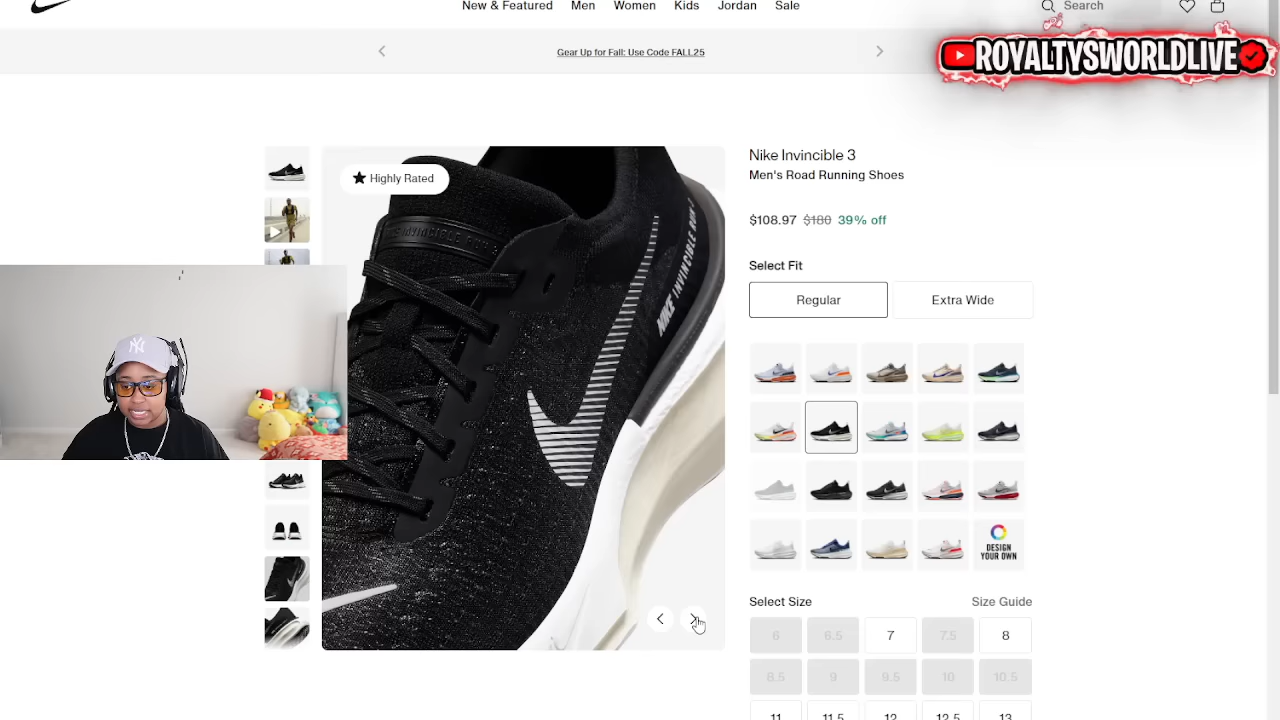 New & Featured Men Women Kids Jordan Sale
Search
Gear Up for Fall: Use Code FALL25
ROYALTYSWORLDLIVE
Highly Rated
NIKE INVINCIBLE RUN
Nike Invincible 3
Men's Road Running Shoes
$108.97 $180 39% off
Select Fit
Regular Extra Wide
DESIGN
YOUR OWN
Select Size Size Guide
6 6.5 7 7.5 8
8.5 9 9.5 10 10.5
11 11.5 12 12.5 13